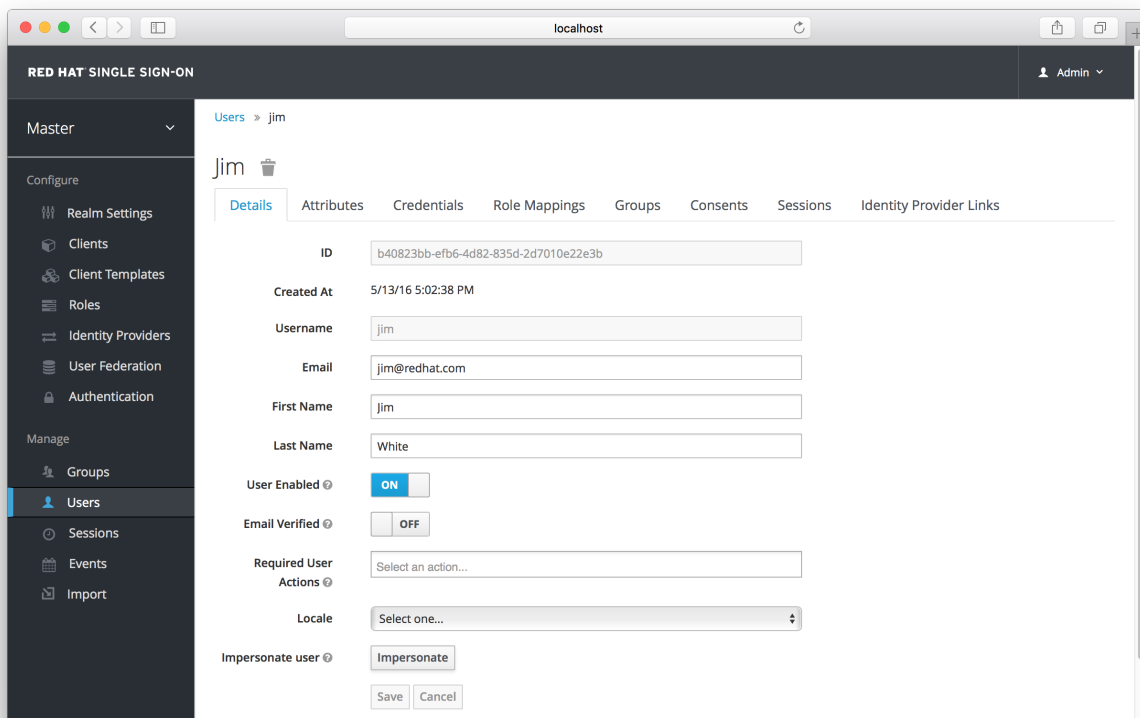 localhost
RED HAT SINGLE SIGN-ON
Admin
Master
Configure
Realm Settings
Clients
Client Templates
Roles
Identity Providers
User Federation
Authentication
Manage
Groups
Users
Sessions
Events
Import
Users » jim
Jim
Details Attributes Credentials Role Mappings Groups Consents Sessions Identity Provider Links
ID b40823bb-efb6-4d82-835d-2d7010e22e3b
Created At 5/13/16 5:02:38 PM
Username jim
Email jim@redhat.com
First Name Jim
Last Name White
User Enabled ON
Email Verified OFF
Required User
Actions Select an action...
Locale Select one...
Impersonate user Impersonate
Save Cancel